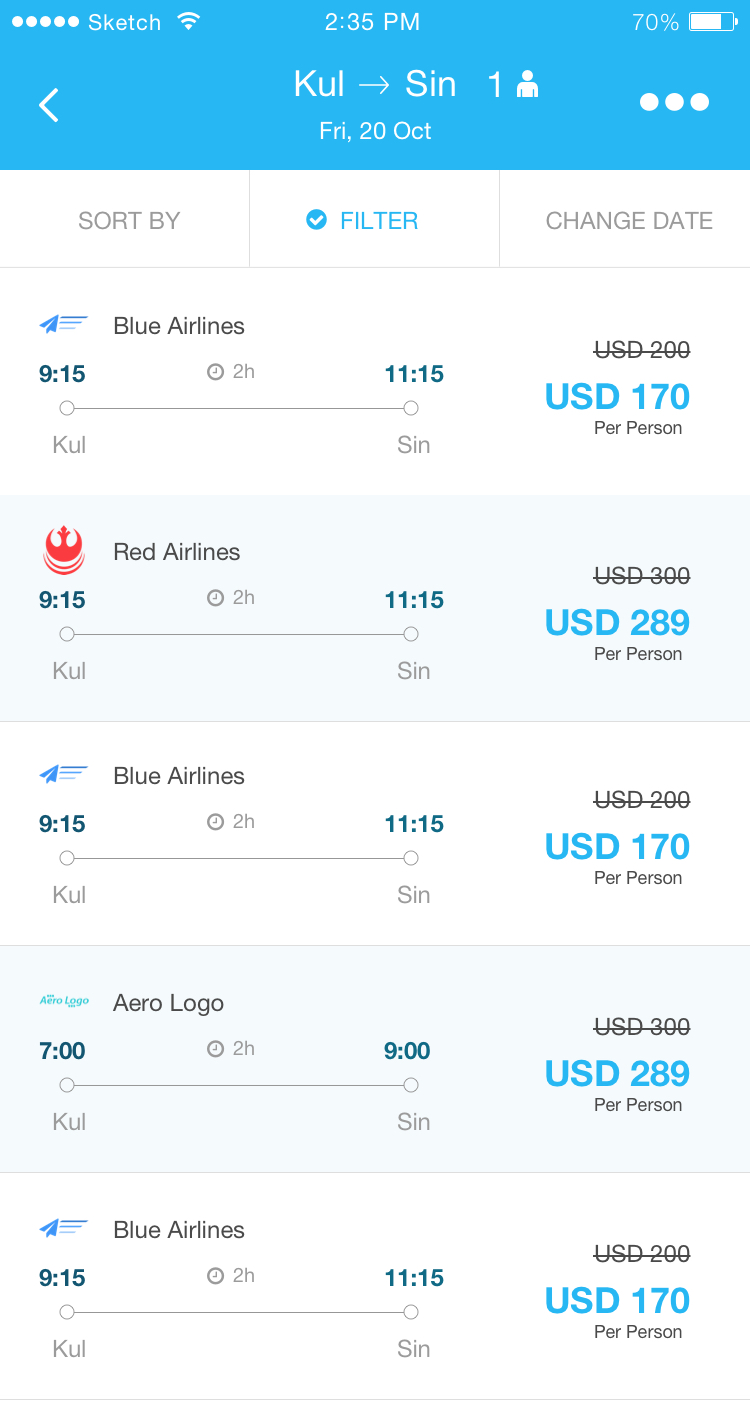 Sketch 2:35 PM 70%
Kul → Sin 1
Fri, 20 Oct
SORT BY FILTER CHANGE DATE
Blue Airlines
USD 200
9:15 2h 11:15
USD 170
Per Person
Kul Sin
Red Airlines
USD 300
9:15 2h 11:15
USD 289
Per Person
Kul Sin
Blue Airlines
USD 200
9:15 2h 11:15
USD 170
Per Person
Kul Sin
Aero Logo Aero Logo
USD 300
7:00 2h 9:00
USD 289
Per Person
Kul Sin
Blue Airlines
USD 200
9:15 2h 11:15
USD 170
Per Person
Kul Sin